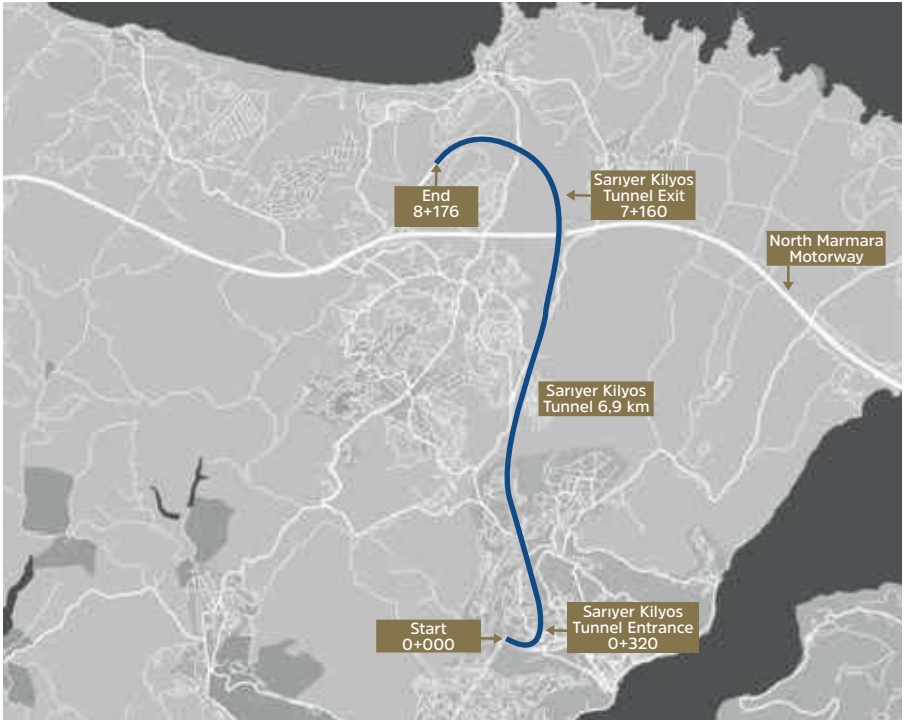 End
8+176
Sarıyer Kilyos
Tunnel Exit
7+160
North Marmara
Motorway
Sarıyer Kilyos
Tunnel 6,9 km
Start
0+000
Sarıyer Kilyos
Tunnel Entrance
0+320